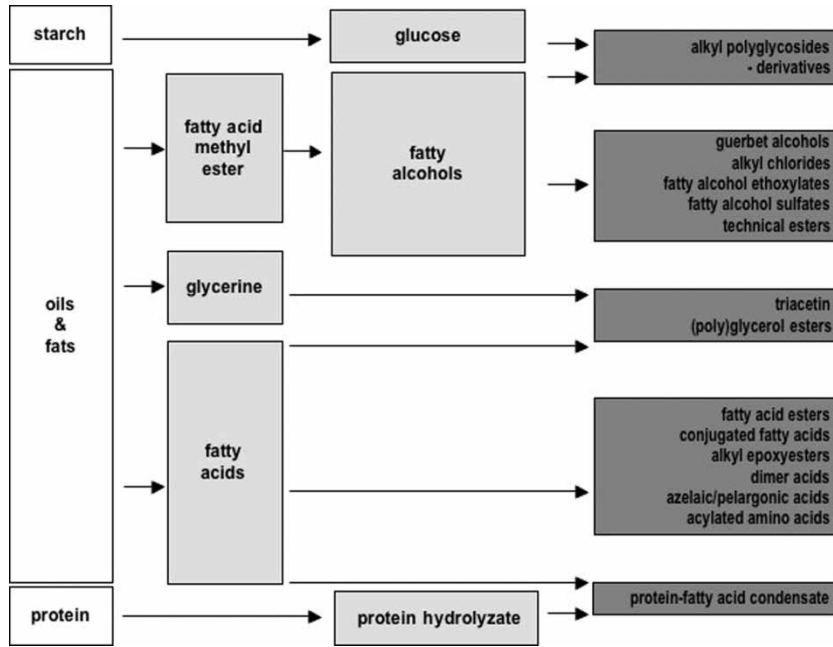 starch
glucose
alkyl polyglycosides
- derivatives
fatty acid
methyl
ester
fatty
alcohols
guerbet alcohols
alkyl chlorides
fatty alcohol ethoxylates
fatty alcohol sulfates
technical esters
oils
&
fats
glycerine
triacetin
(poly)glycerol esters
fatty
acids
fatty acid esters
conjugated fatty acids
alkyl epoxyesters
dimer acids
azelaic/pelargonic acids
acylated amino acids
protein
protein hydrolyzate
protein-fatty acid condensate